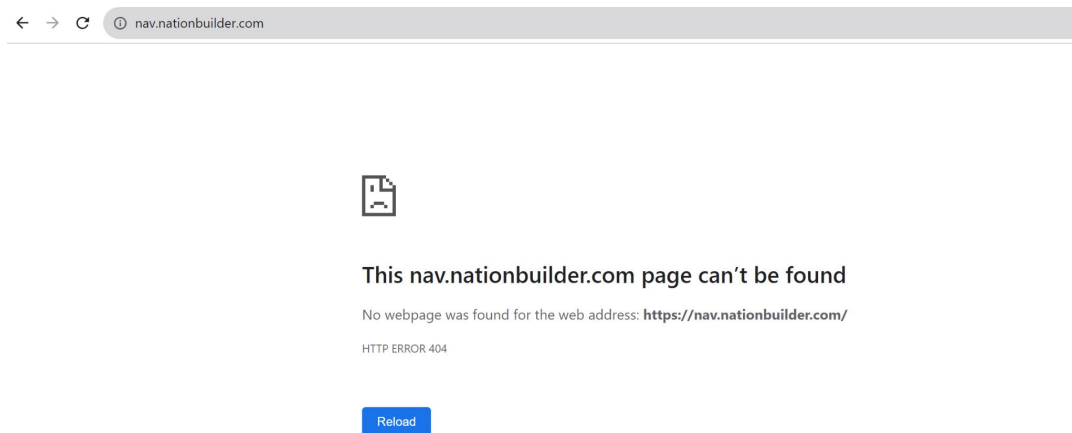 nav.nationbuilder.com
This nav.nationbuilder.com page can’t be found
No webpage was found for the web address: https://nav.nationbuilder.com/
HTTP ERROR 404
Reload